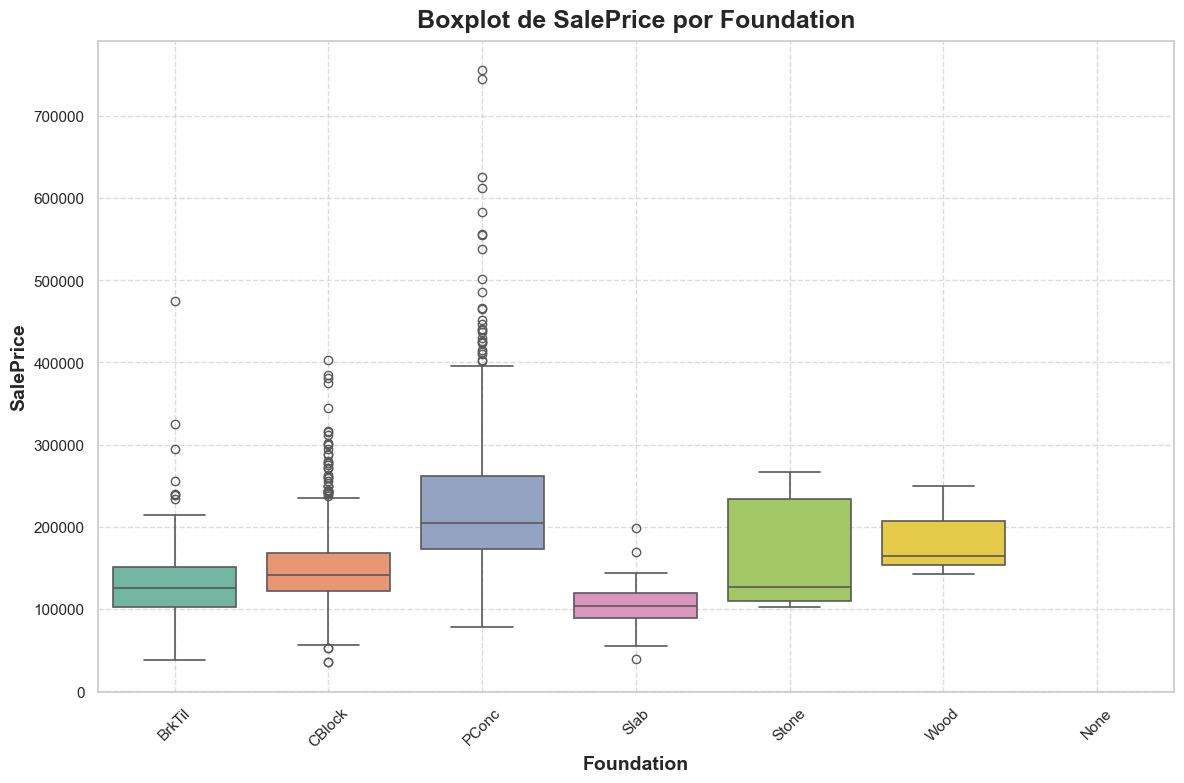 Boxplot de SalePrice por Foundation
SalePrice
700000
600000
500000
400000
300000
200000
100000
0
BrkTil
CBlock
PConc
Slab
Stone
Wood
None
Foundation